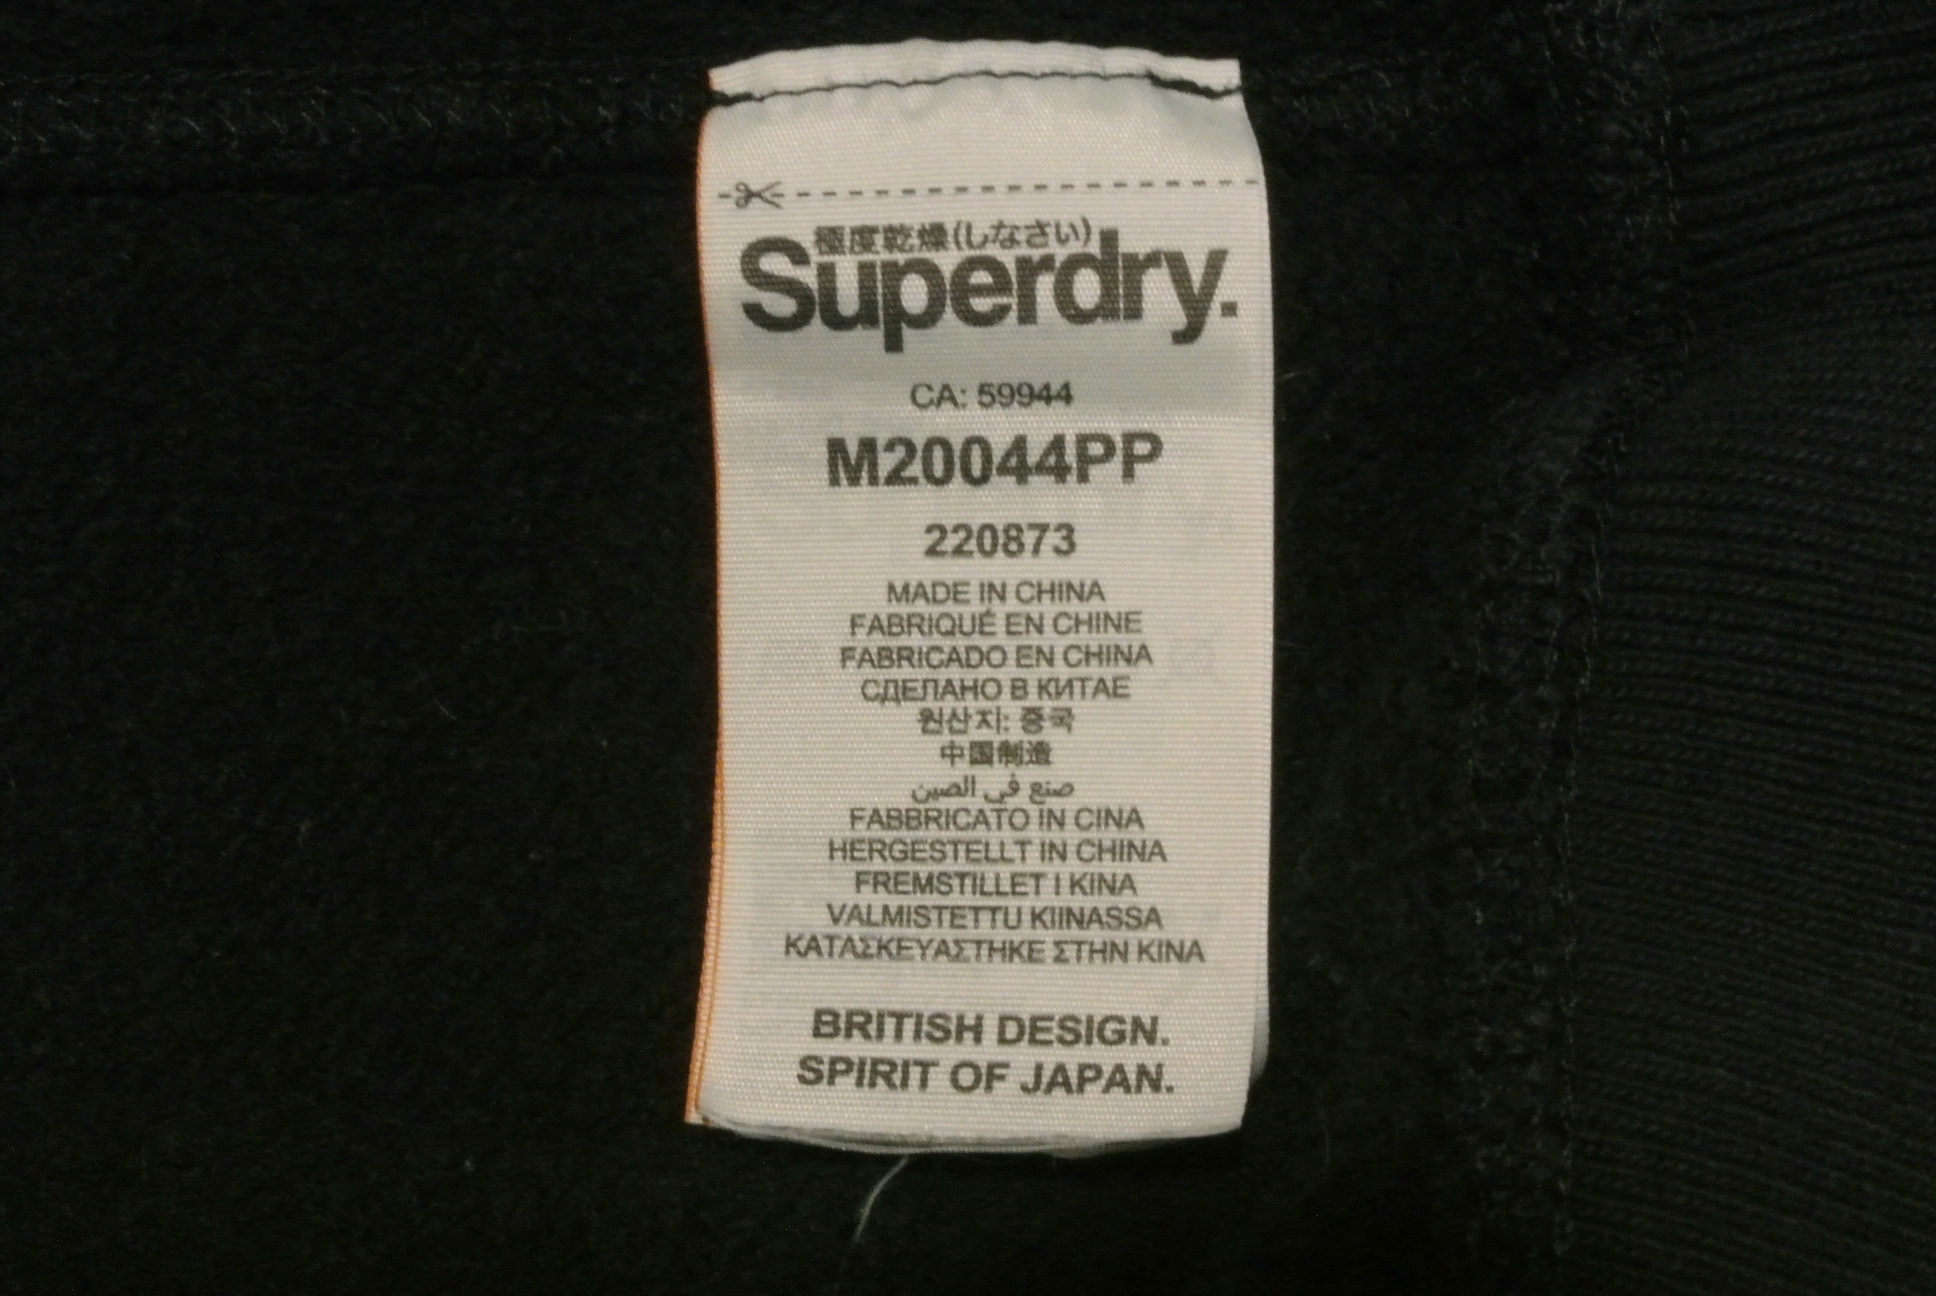 極度乾燥(しなさい)
Superdry.
CA: 59944
M20044PP
220873
MADE IN CHINA
FABRIQUÉ EN CHINE
FABRICADO EN CHINA
СДЕЛАНО В КИТАЕ
원산지: 중국
中国制造
صنع في الصين
FABBRICATO IN CINA
HERGESTELLT IN CHINA
FREMSTILLET I KINA
VALMISTETTU KIINASSA
ΚΑΤΑΣΚΕΥΑΣΤΗΚΕ ΣΤΗΝ ΚΙΝΑ
BRITISH DESIGN.
SPIRIT OF JAPAN.